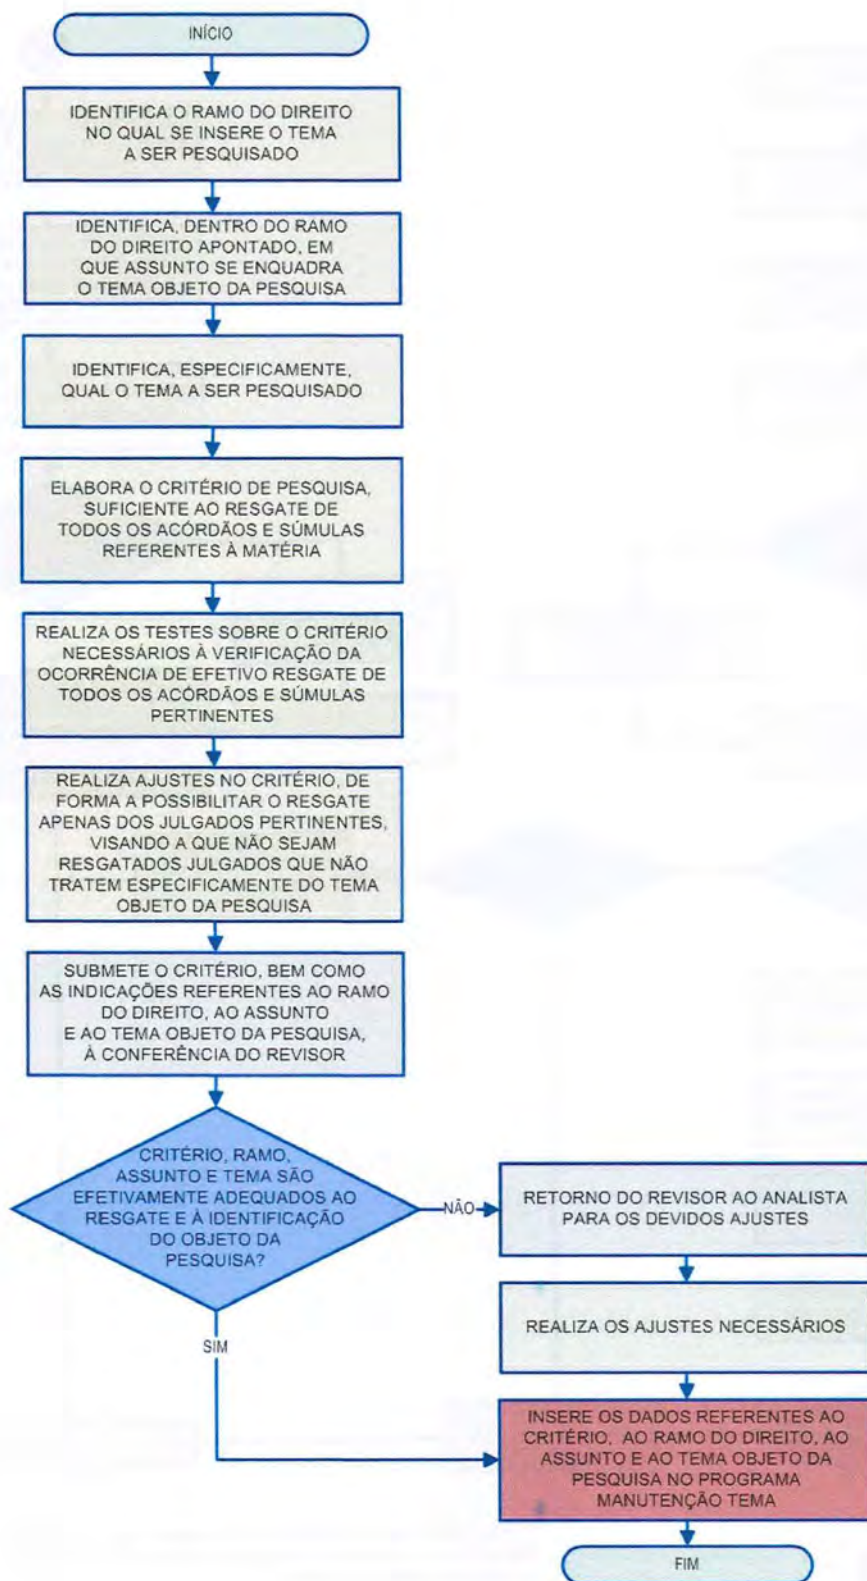 INÍCIO
IDENTIFICA O RAMO DO DIREITO
NO QUAL SE INSERE O TEMA
A SER PESQUISADO
IDENTIFICA, DENTRO DO RAMO
DO DIREITO APONTADO, EM
QUE ASSUNTO SE ENQUADRA
O TEMA OBJETO DA PESQUISA
IDENTIFICA, ESPECIFICAMENTE,
QUAL O TEMA A SER PESQUISADO
ELABORA O CRITÉRIO DE PESQUISA,
SUFICIENTE AO RESGATE DE
TODOS OS ACÓRDÃOS E SÚMULAS
REFERENTES À MATÉRIA
REALIZA OS TESTES SOBRE O CRITÉRIO
NECESSÁRIOS À VERIFICAÇÃO DA
OCORRÊNCIA DE EFETIVO RESGATE DE
TODOS OS ACÓRDÃOS E SÚMULAS
PERTINENTES
REALIZA AJUSTES NO CRITÉRIO, DE
FORMA A POSSIBILITAR O RESGATE
APENAS DOS JULGADOS PERTINENTES,
VISANDO A QUE NÃO SEJAM
RESGATADOS JULGADOS QUE NÃO
TRATEM ESPECIFICAMENTE DO TEMA
OBJETO DA PESQUISA
SUBMETE O CRITÉRIO, BEM COMO
AS INDICAÇÕES REFERENTES AO RAMO
DO DIREITO, AO ASSUNTO
E AO TEMA OBJETO DA PESQUISA,
À CONFERÊNCIA DO REVISOR
CRITÉRIO, RAMO,
ASSUNTO E TEMA SÃO
EFETIVAMENTE ADEQUADOS AO
RESGATE E À IDENTIFICAÇÃO
DO OBJETO DA
PESQUISA?
NÃO
RETORNO DO REVISOR AO ANALISTA
PARA OS DEVIDOS AJUSTES
REALIZA OS AJUSTES NECESSÁRIOS
SIM
INSERE OS DADOS REFERENTES AO
CRITÉRIO, AO RAMO DO DIREITO, AO
ASSUNTO E AO TEMA OBJETO DA
PESQUISA NO PROGRAMA
MANUTENÇÃO TEMA
FIM